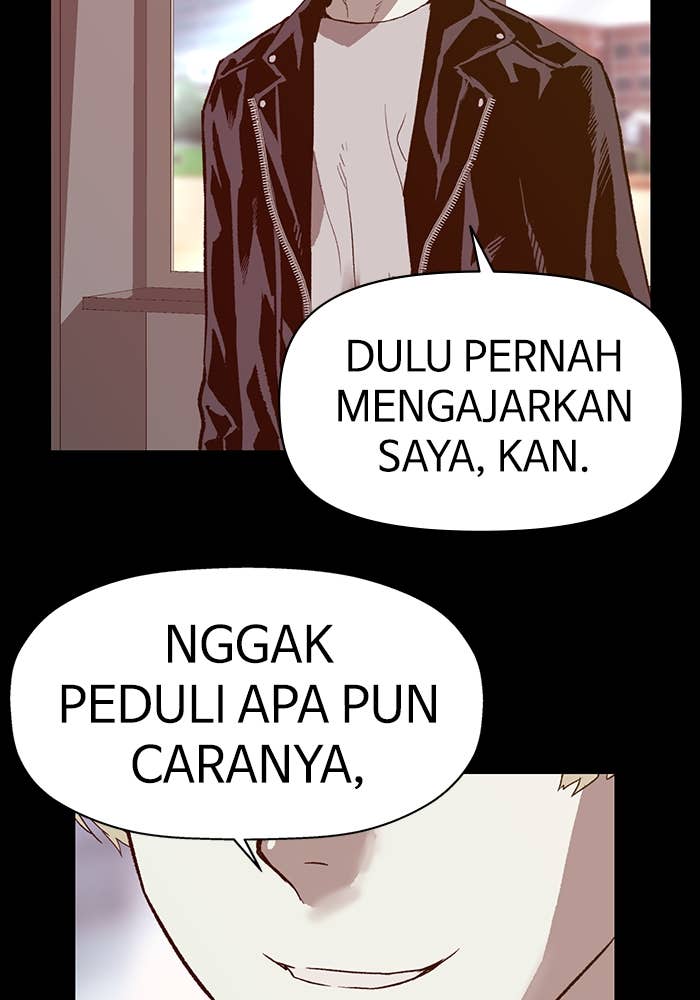 DULU PERNAH
MENGAJARKAN
SAYA, KAN.
NGGAK
PEDULI APA PUN
CARANYA,